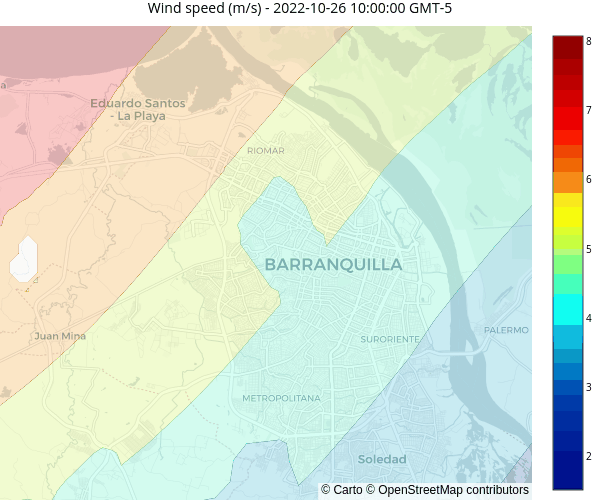 Wind speed (m/s) - 2022-10-26 10:00:00 GMT-5
8
a
Eduardo Santos
- La Playa
7
RIOMAR
6
BARRANQUILLA
5
4
Juan Mina
SURORIENTE
PALERMO
3
METROPOLITANA
Soledad
2
© Carto © OpenStreetMap contributors